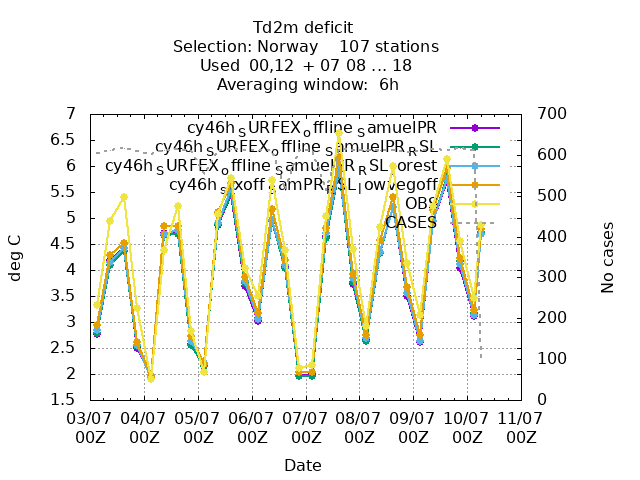 Td2m deficit
Selection: Norway 107 stations
Used 00,12 + 07 08 ... 18
Averaging window: 6h
7 700
6.5 600
6 500
5.5 400
5 300
4.5 200
4 100
3.5 0
3
2.5
2
1.5
deg C
No cases
cy46h_SURFEX_offline_SamuelPR
cy46h_SURFEX_offline_SamuelPR_RSL
cy46h_SURFEX_offline_SamuelPR_RSL_forest
OBS
CASES
03/07 04/07 05/07 06/07 07/07 08/07 09/07 10/07 11/07
00Z 00Z 00Z 00Z 00Z 00Z 00Z 00Z 00Z
Date